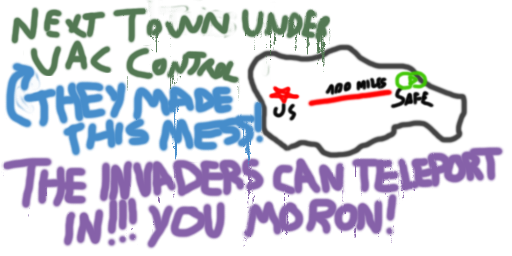 NEXT TOWN UNDER
VAC CONTROL
THEY MADE
THIS MESS!
100 MILES
US
SAFE
THE INVADERS CAN TELEPORT
IN!!! YOU MORON!